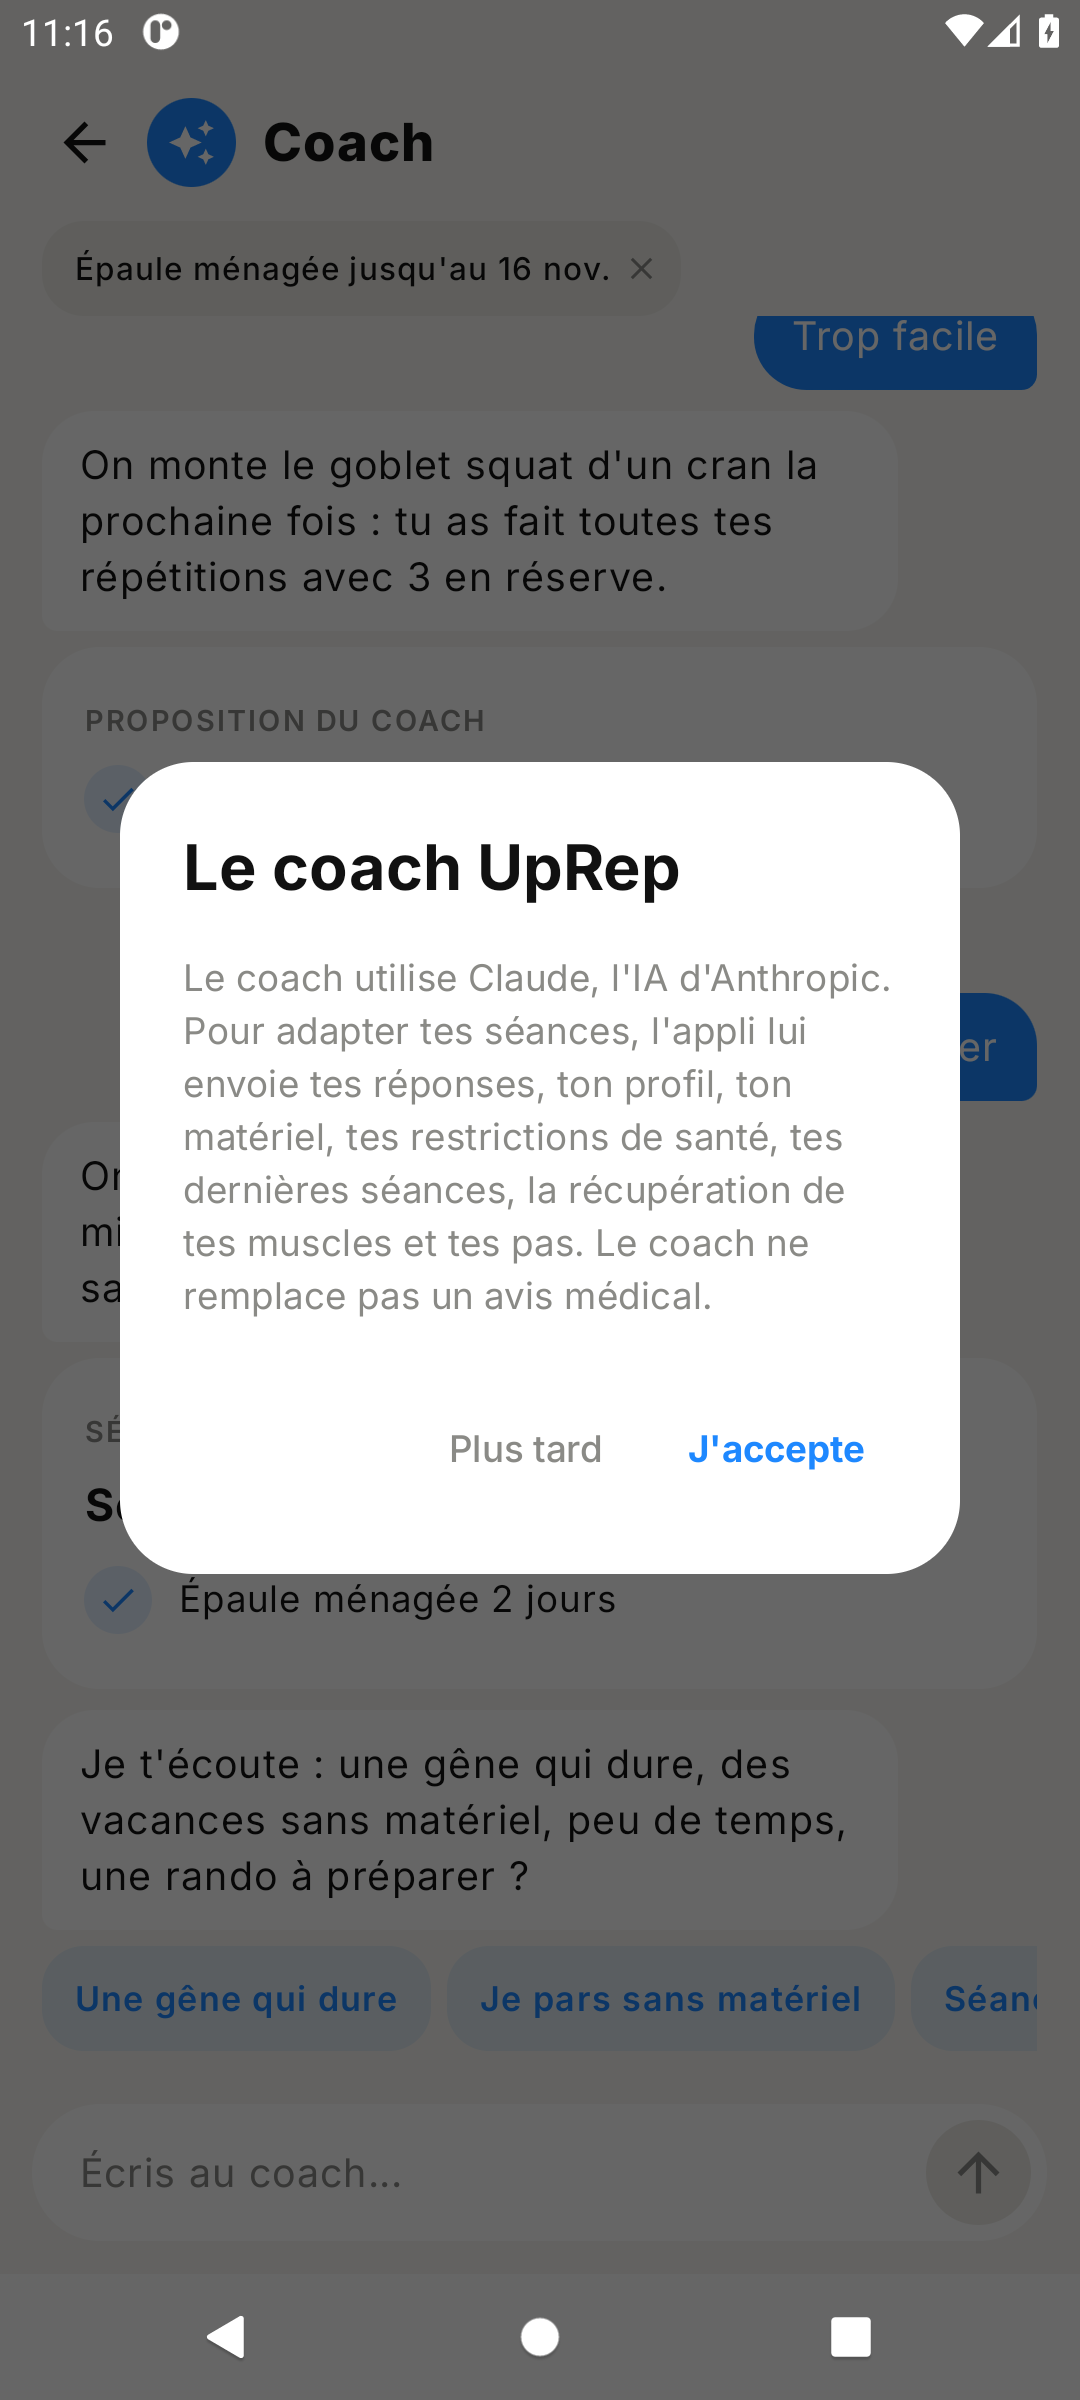 11:16
Coach
Épaule ménagée jusqu'au 16 nov.
Trop facile
On monte le goblet squat d'un cran la
prochaine fois : tu as fait toutes tes
répétitions avec 3 en réserve.
PROPOSITION DU COACH
Le coach UpRep
Le coach utilise Claude, l'IA d'Anthropic.
Pour adapter tes séances, l'appli lui
envoie tes réponses, ton profil, ton
matériel, tes restrictions de santé, tes
dernières séances, la récupération de
tes muscles et tes pas. Le coach ne
remplace pas un avis médical.
Plus tard
J'accepte
Épaule ménagée 2 jours
Je t'écoute : une gêne qui dure, des
vacances sans matériel, peu de temps,
une rando à préparer ?
Une gêne qui dure
Je pars sans matériel
Écris au coach...